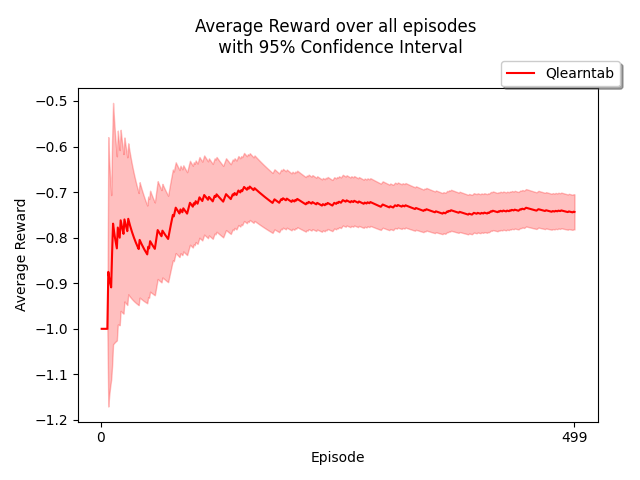 Average Reward over all episodes
with 95% Confidence Interval
Qlearntab
−0.5
−0.6
−0.7
−0.8
−0.9
−1.0
−1.1
−1.2
Average Reward
0
499
Episode